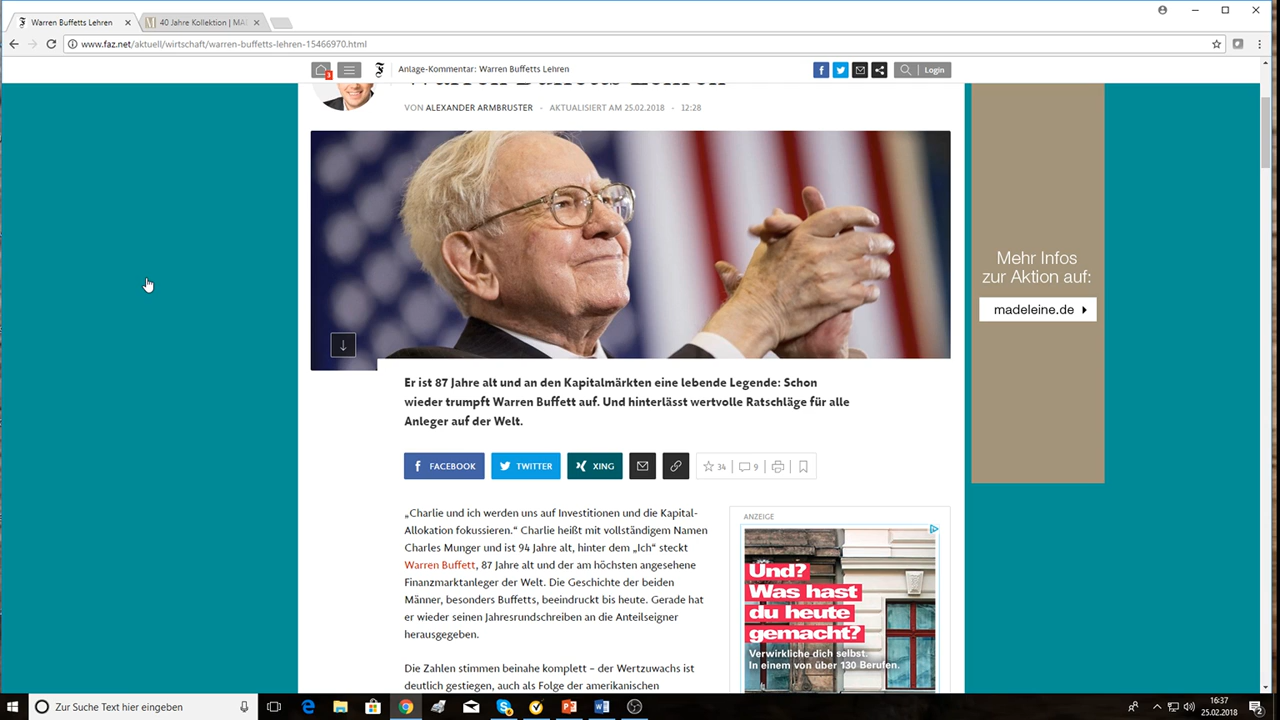 Warren Buffetts Lehren
40 Jahre Kollektion | MA
www.faz.net/aktuell/wirtschaft/warren-buffetts-lehren-15466970.html
3
Anlage-Kommentar: Warren Buffetts Lehren
Login
Warren Buffetts Lehren
VON ALEXANDER ARMBRUSTER - AKTUALISIERT AM 25.02.2018 - 12:28
Er ist 87 Jahre alt und an den Kapitalmärkten eine lebende Legende: Schon
wieder trumpft Warren Buffett auf. Und hinterlässt wertvolle Ratschläge für alle
Anleger auf der Welt.
FACEBOOK
TWITTER
XING
34
9
„Charlie und ich werden uns auf Investitionen und die Kapital-
Allokation fokussieren.“ Charlie heißt mit vollständigem Namen
Charles Munger und ist 94 Jahre alt, hinter dem „Ich“ steckt
Warren Buffett, 87 Jahre alt und der am höchsten angesehene
Finanzmarktanleger der Welt. Die Geschichte der beiden
Männer, besonders Buffetts, beeindruckt bis heute. Gerade hat
er wieder seinen Jahresrundschreiben an die Anteilseigner
herausgegeben.
Die Zahlen stimmen beinahe komplett – der Wertzuwachs ist
deutlich gestiegen, auch als Folge der amerikanischen
Mehr Infos
zur Aktion auf:
madeleine.de
ANZEIGE
Und?
Was hast
du heute
gemacht?
Verwirkliche dich selbst.
In einem von über 130 Berufen.
Zur Suche Text hier eingeben
16:37
25.02.2018
2